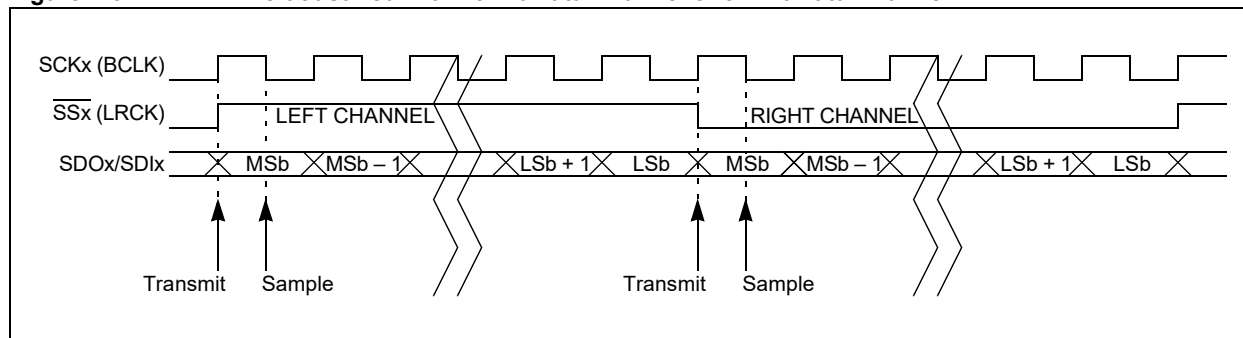 SCKx (BCLK)
SSx (LRCK)
LEFT CHANNEL
RIGHT CHANNEL
SDOx/SDIx
MSb
MSb – 1
LSb + 1
LSb
MSb
MSb – 1
LSb + 1
LSb
Transmit
Sample
Transmit
Sample